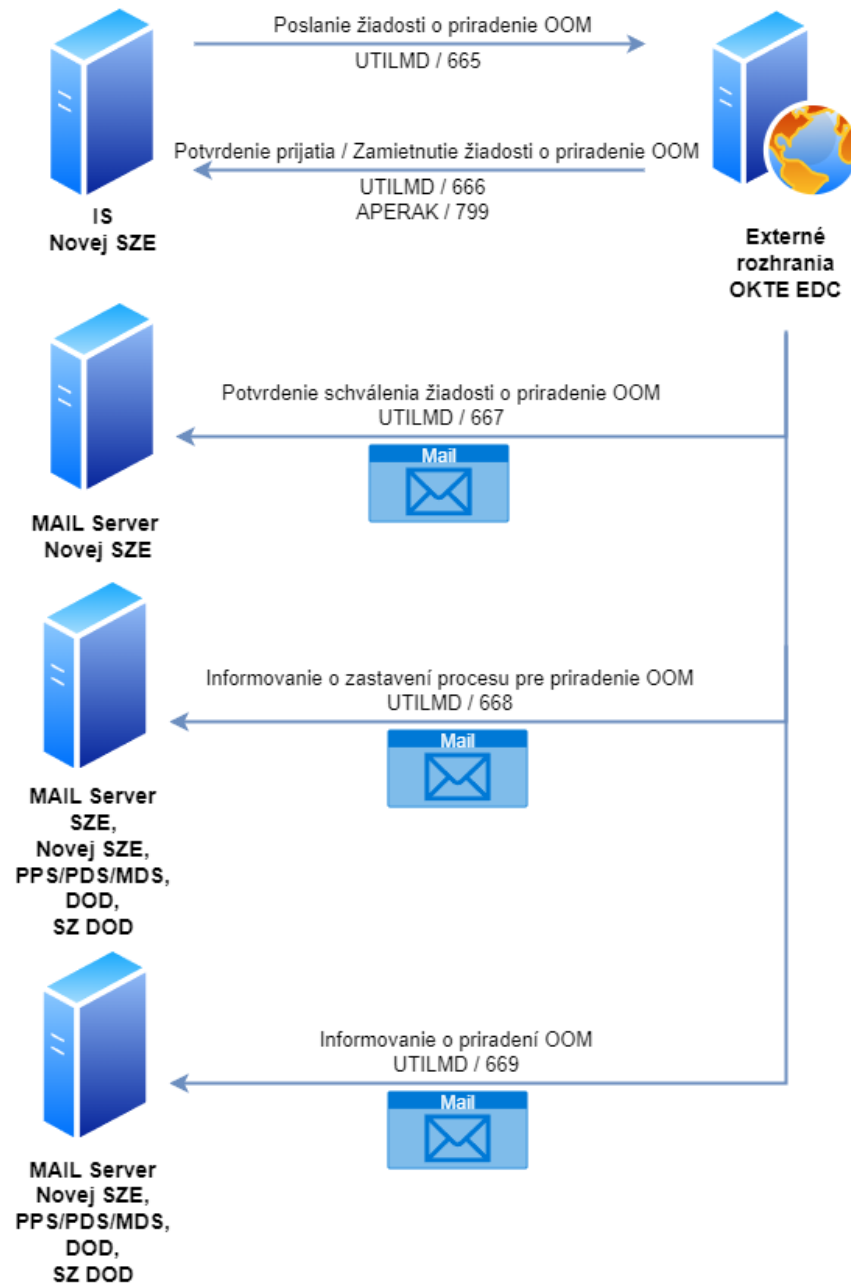 Poslanie žiadosti o priradenie OOM
UTILMD / 665
Potvrdenie prijatia / Zamietnutie žiadosti o priradenie OOM
UTILMD / 666
APERAK / 799
IS
Novej SZE
Externé
rozhrania
OKTE EDC
Potvrdenie schválenia žiadosti o priradenie OOM
UTILMD / 667
Mail
MAIL Server
Novej SZE
Informovanie o zastavení procesu pre priradenie OOM
UTILMD / 668
Mail
MAIL Server
SZE,
Novej SZE,
PPS/PDS/MDS,
DOD,
SZ DOD
Informovanie o priradení OOM
UTILMD / 669
Mail
MAIL Server
Novej SZE,
PPS/PDS/MDS,
DOD,
SZ DOD